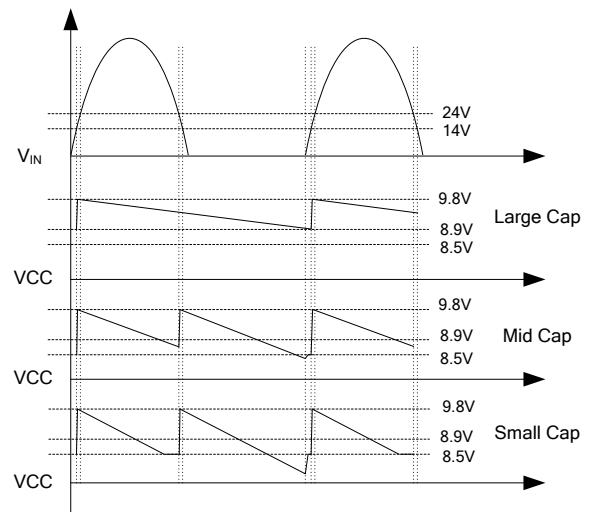 24V
14V
V_IN
9.8V
Large Cap
8.9V
8.5V
VCC
9.8V
Mid Cap
8.9V
8.5V
VCC
9.8V
Small Cap
8.9V
8.5V
VCC